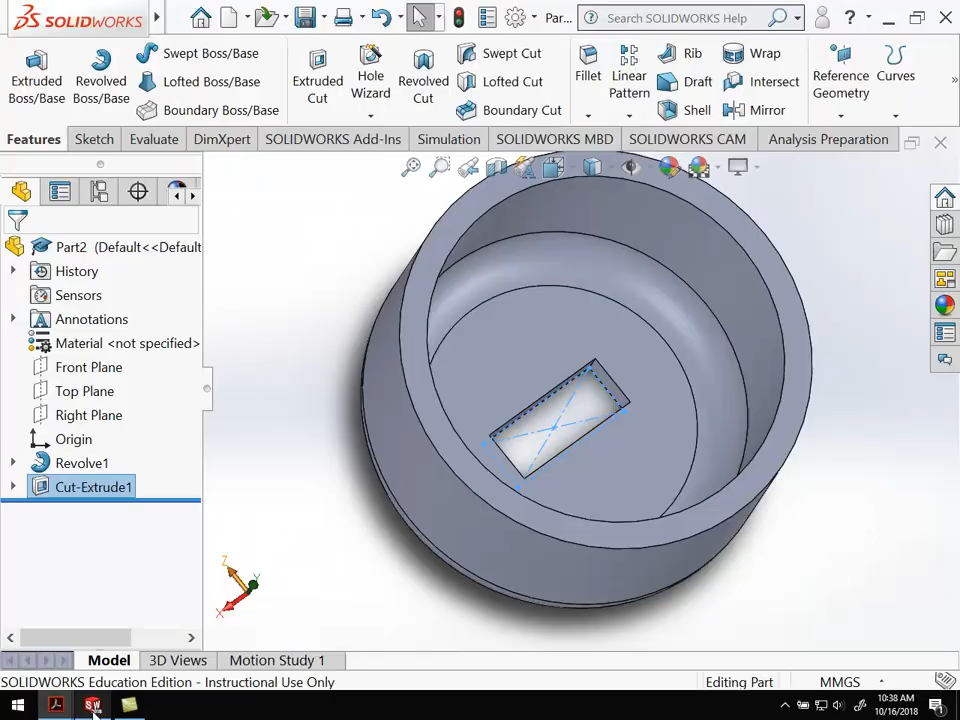 SOLIDWORKS
Par...
Search SOLIDWORKS Help
Extruded Boss/Base
Revolved Boss/Base
Swept Boss/Base
Lofted Boss/Base
Boundary Boss/Base
Extruded Cut
Hole Wizard
Revolved Cut
Swept Cut
Lofted Cut
Boundary Cut
Fillet
Linear Pattern
Rib
Draft
Shell
Wrap
Intersect
Mirror
Reference Geometry
Curves
Features
Sketch
Evaluate
DimXpert
SOLIDWORKS Add-Ins
Simulation
SOLIDWORKS MBD
SOLIDWORKS CAM
Analysis Preparation
Part2 (Default<<Default
History
Sensors
Annotations
Material <not specified>
Front Plane
Top Plane
Right Plane
Origin
Revolve1
Cut-Extrude1
Z
Y
X
Model
3D Views
Motion Study 1
SOLIDWORKS Education Edition - Instructional Use Only
Editing Part
MMGS
10:38 AM
10/16/2018